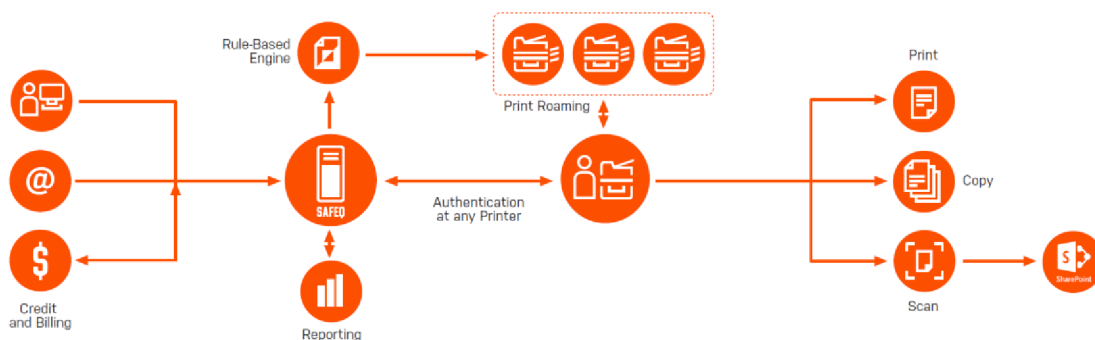 Rule-Based
Engine
Print Roaming
Print
@
SAFEQ
Authentication
at any Printer
Copy
$
Credit
and Billing
Reporting
Scan
S
SharePoint